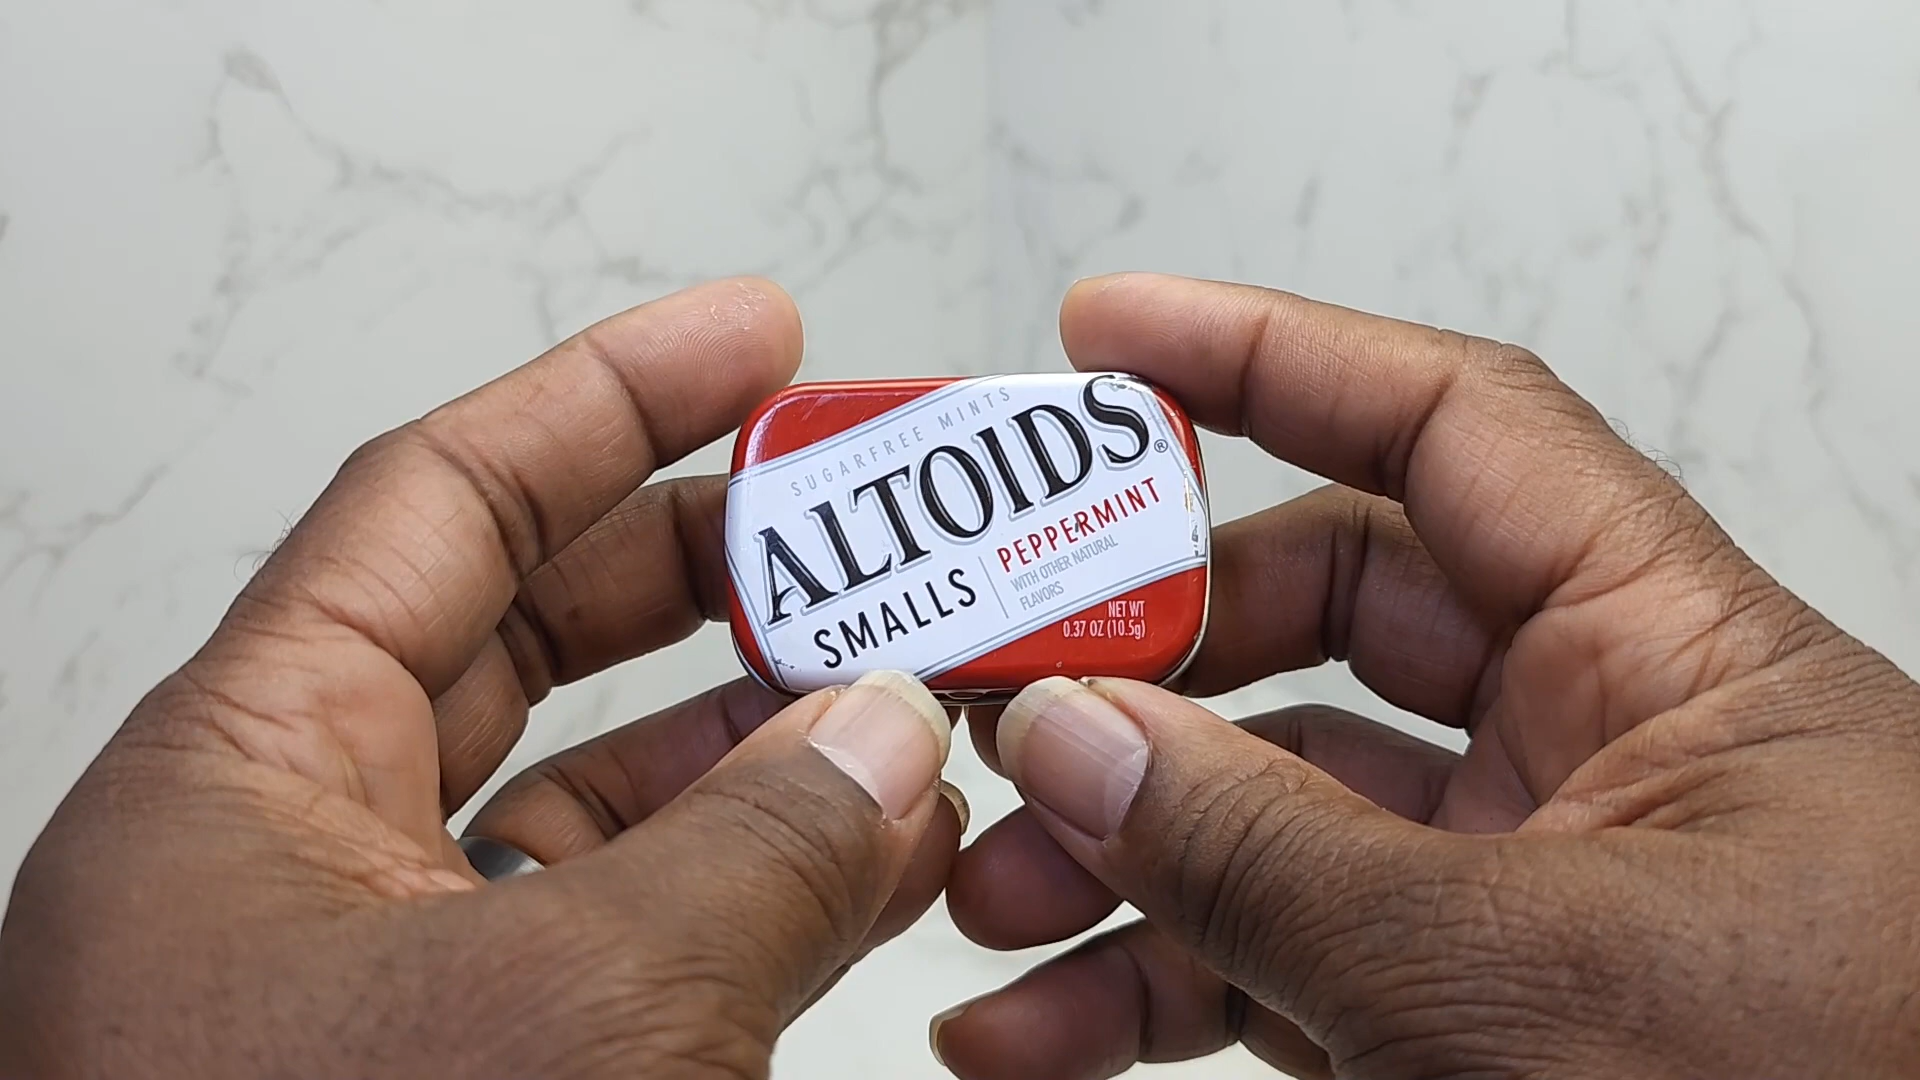 SUGARFREE MINTS
ALTOIDS®
SMALLS
PEPPERMINT
WITH OTHER NATURAL
FLAVORS
NET WT
0.37 OZ (10.5g)